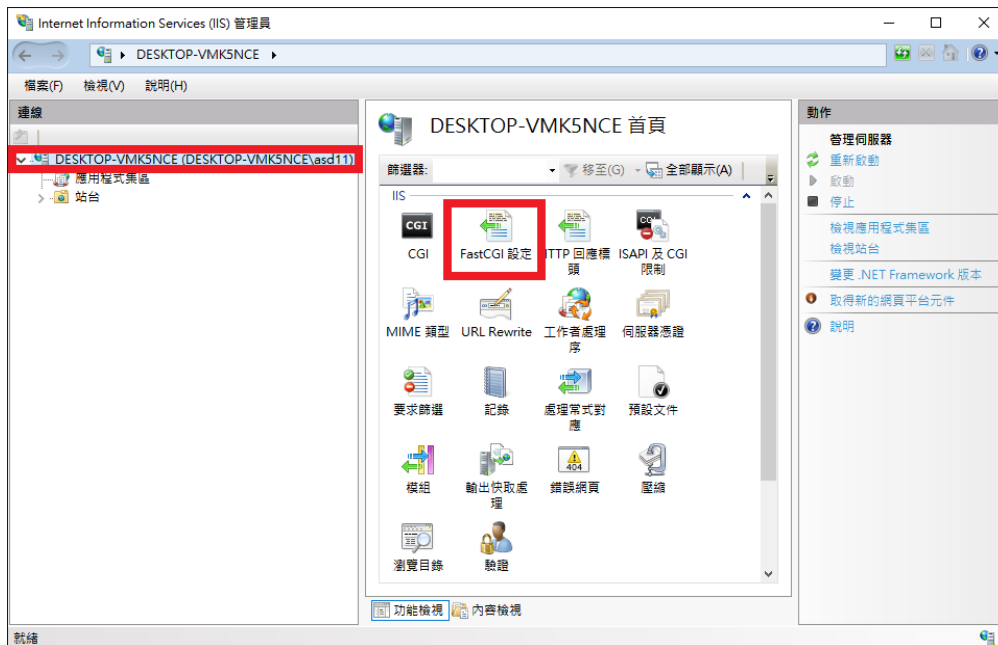 Internet Information Services (IIS) 管理員
DESKTOP-VMK5NCE
檔案(F) 檢視(V) 說明(H)
連線
DESKTOP-VMK5NCE (DESKTOP-VMK5NCE\asd11)
應用程式集區
站台
DESKTOP-VMK5NCE 首頁
篩選器: 移至(G) 全部顯示(A)
IIS
CGI
CGI FastCGI 設定 HTTP 回應標頭 ISAPI 及 CGI 限制
MIME 類型 URL Rewrite 工作者處理序 伺服器憑證
要求篩選 記錄 處理常式對應 預設文件
404
模組 輸出快取處理 錯誤網頁 壓縮
瀏覽目錄 驗證
功能檢視 內容檢視
動作
管理伺服器
重新啟動
啟動
停止
檢視應用程式集區
檢視站台
變更 .NET Framework 版本
取得新的網頁平台元件
說明
就緒